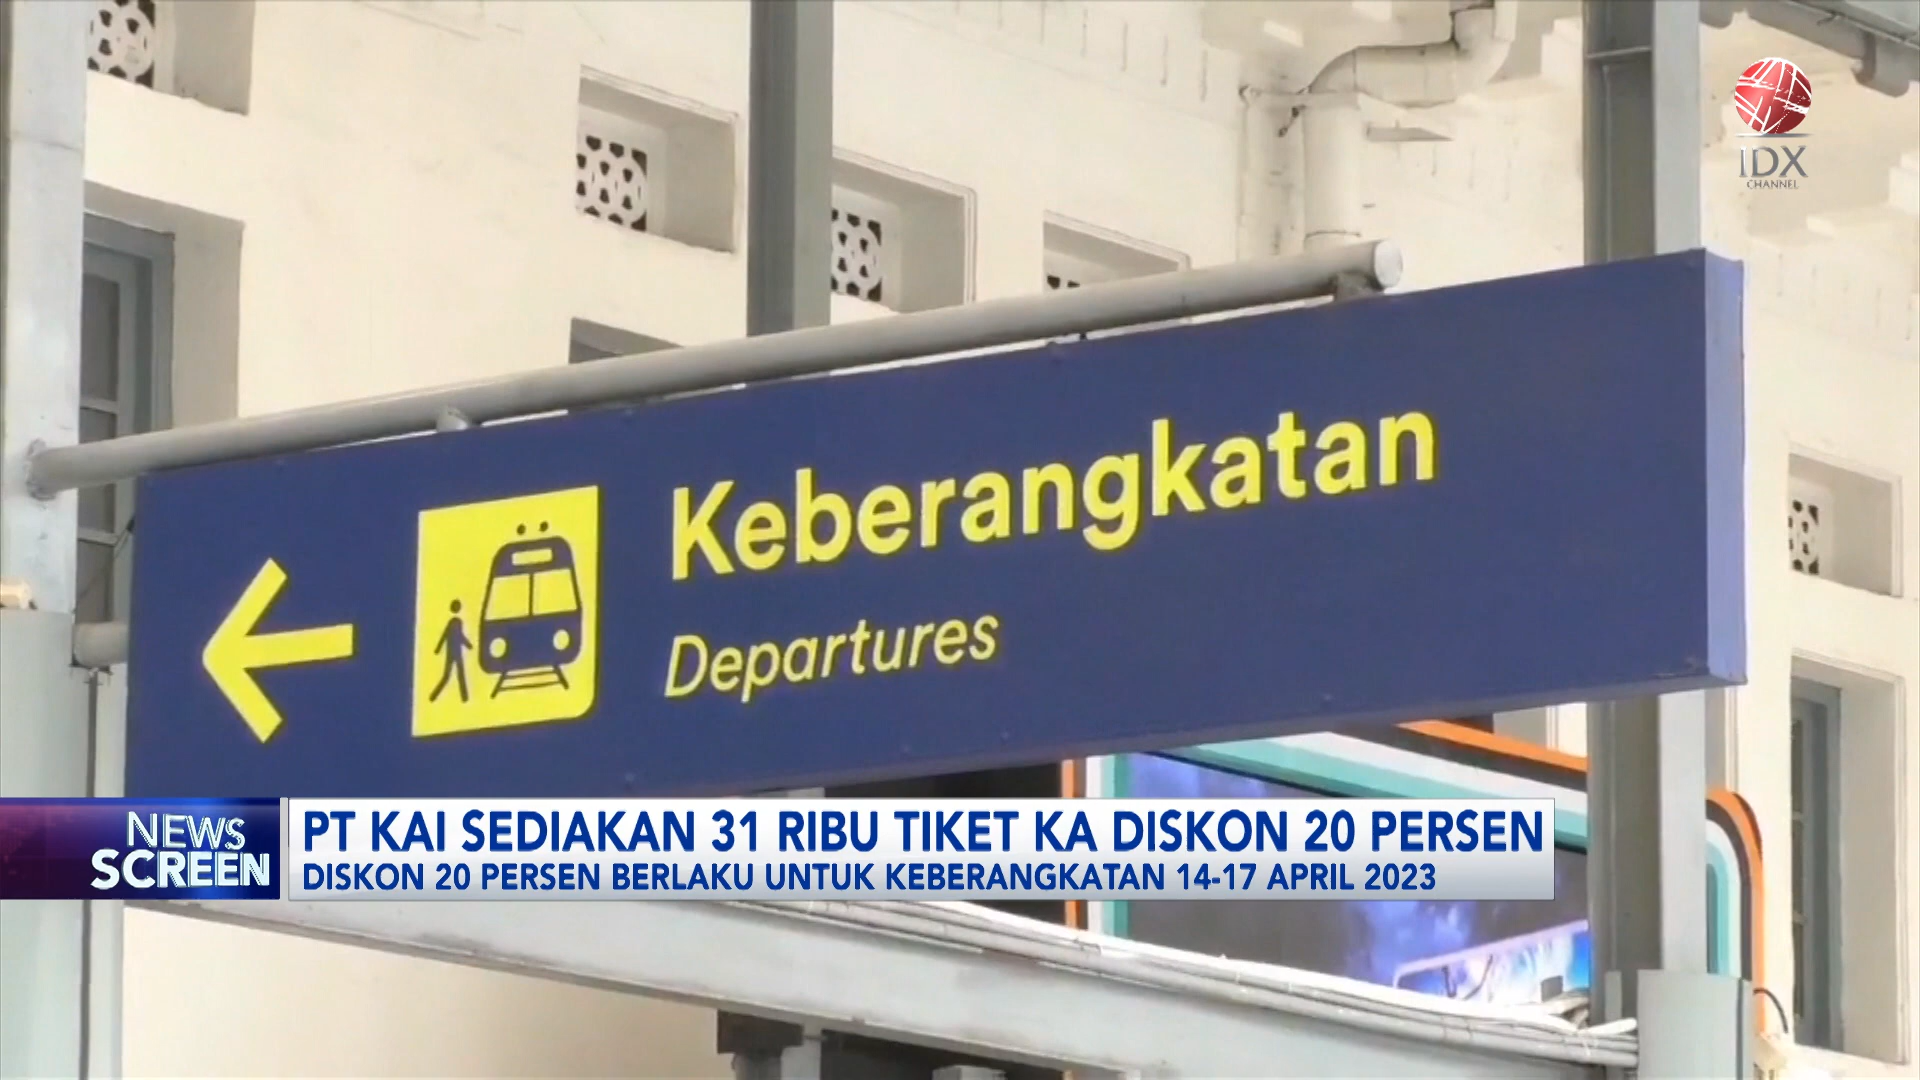 IDX
CHANNEL
Keberangkatan
Departures
NEWS
SCREEN
PT KAI SEDIAKAN 31 RIBU TIKET KA DISKON 20 PERSEN
DISKON 20 PERSEN BERLAKU UNTUK KEBERANGKATAN 14-17 APRIL 2023